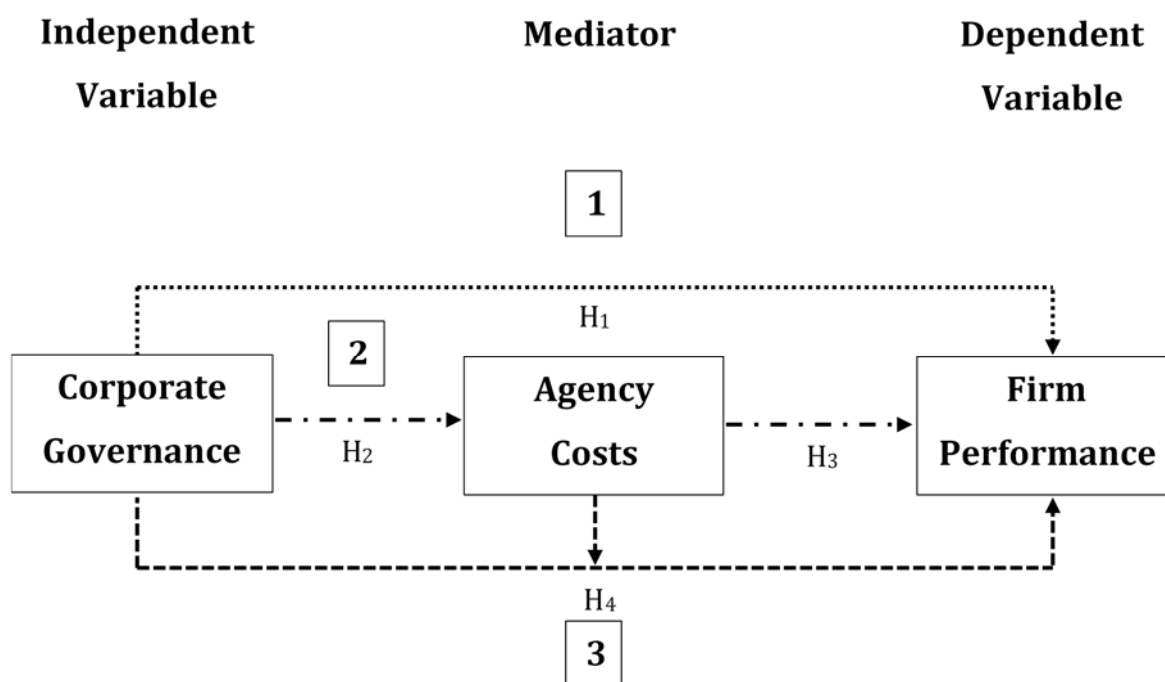 Independent
Variable
Mediator
Dependent
Variable
1
H₁
2
Corporate
Governance
H₂
Agency
Costs
H₃
Firm
Performance
H₄
3